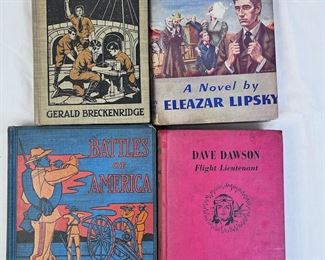 GERALD BRECKENRIDGE
A Novel by
ELEAZAR LIPSKY
BATTLES
OF
AMERICA
DAVE DAWSON
Flight Lieutenant